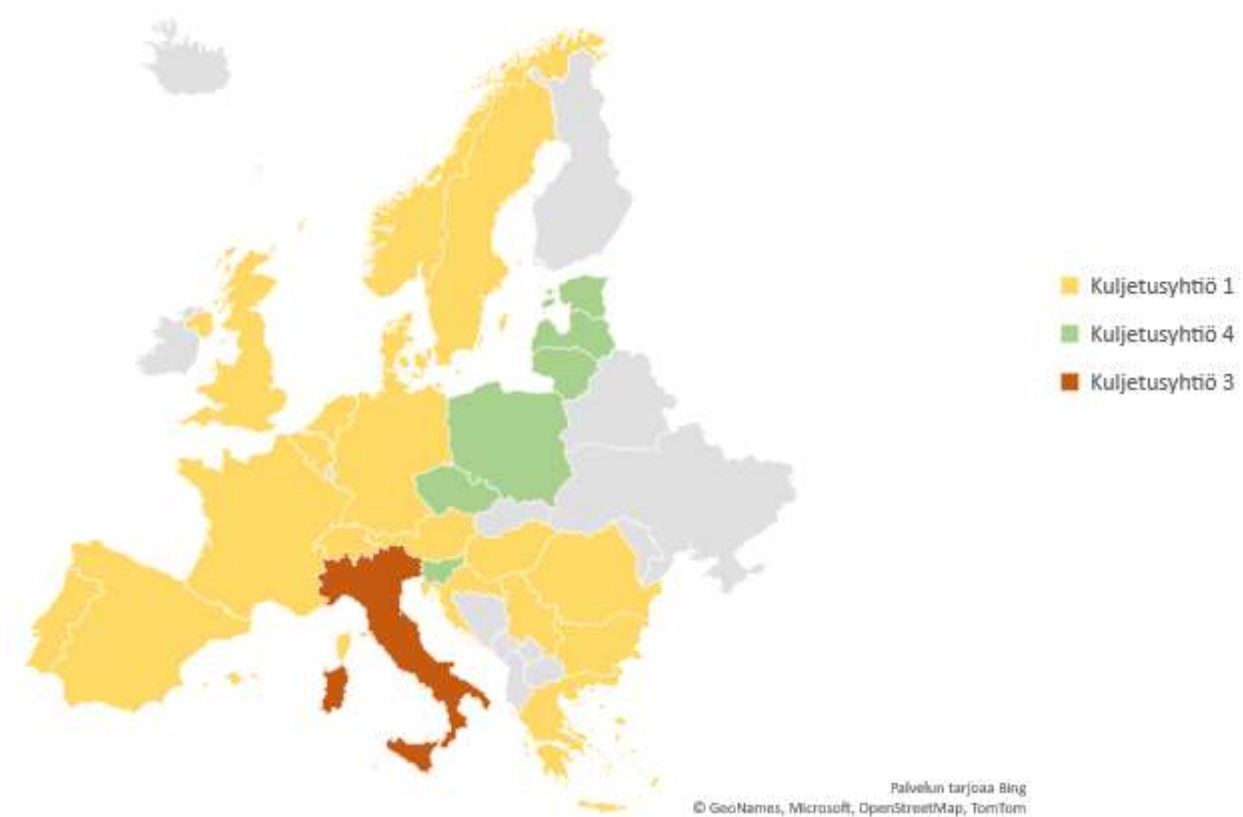 Kuljetusyhtiö 1
Kuljetusyhtiö 4
Kuljetusyhtiö 3
Palvelun tarjoaa Bing
© GeoNames, Microsoft, OpenStreetMap, TomTom